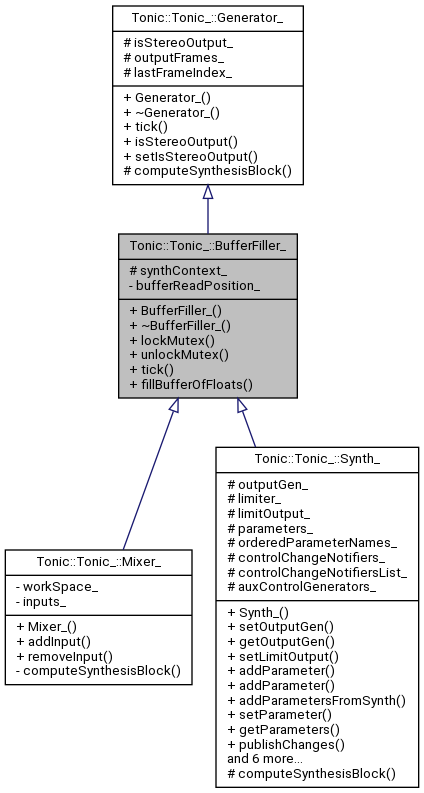 Tonic::Tonic_::Generator_
# isStereoOutput_
# outputFrames_
# lastFrameIndex_
+ Generator_()
+ ~Generator_()
+ tick()
+ isStereoOutput()
+ setIsStereoOutput()
# computeSynthesisBlock()
Tonic::Tonic_::BufferFiller_
# synthContext_
- bufferReadPosition_
+ BufferFiller_()
+ ~BufferFiller_()
+ lockMutex()
+ unlockMutex()
+ tick()
+ fillBufferOfFloats()
Tonic::Tonic_::Mixer_
- workSpace_
- inputs_
+ Mixer_()
+ addInput()
+ removeInput()
- computeSynthesisBlock()
Tonic::Tonic_::Synth_
# outputGen_
# limiter_
# limitOutput_
# parameters_
# orderedParameterNames_
# controlChangeNotifiers_
# controlChangeNotifiersList_
# auxControlGenerators_
+ Synth_()
+ setOutputGen()
+ getOutputGen()
+ setLimitOutput()
+ addParameter()
+ addParameter()
+ addParametersFromSynth()
+ setParameter()
+ getParameters()
+ publishChanges()
and 6 more...
# computeSynthesisBlock()